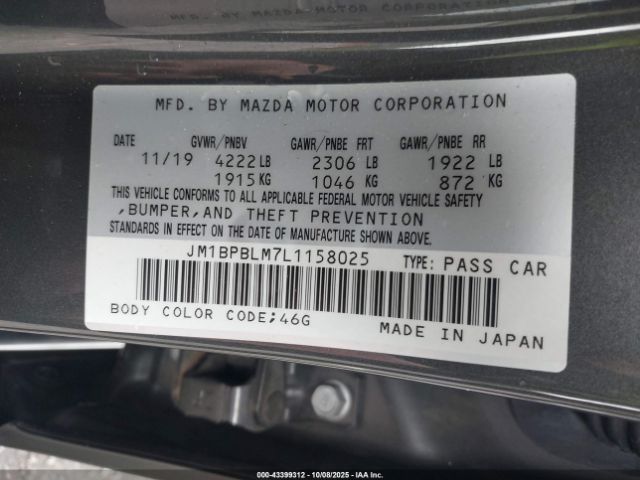 MFD. BY MAZDA MOTOR CORPORATION
DATE GVWR/PNBV GAWR/PNBE FRT GAWR/PNBE RR
11/19 4222 LB 2306 LB 1922 LB
1915 KG 1046 KG 872 KG
THIS VEHICLE CONFORMS TO ALL APPLICABLE FEDERAL MOTOR VEHICLE SAFETY
,BUMPER,AND THEFT PREVENTION
STANDARDS IN EFFECT ON THE DATE OF MANUFACTURE SHOWN ABOVE.
JM1BPBLM7L1158025 TYPE: PASS CAR
BODY COLOR CODE;46G
MADE IN JAPAN
000-43399312 - 10/08/2025 - IAA Inc.